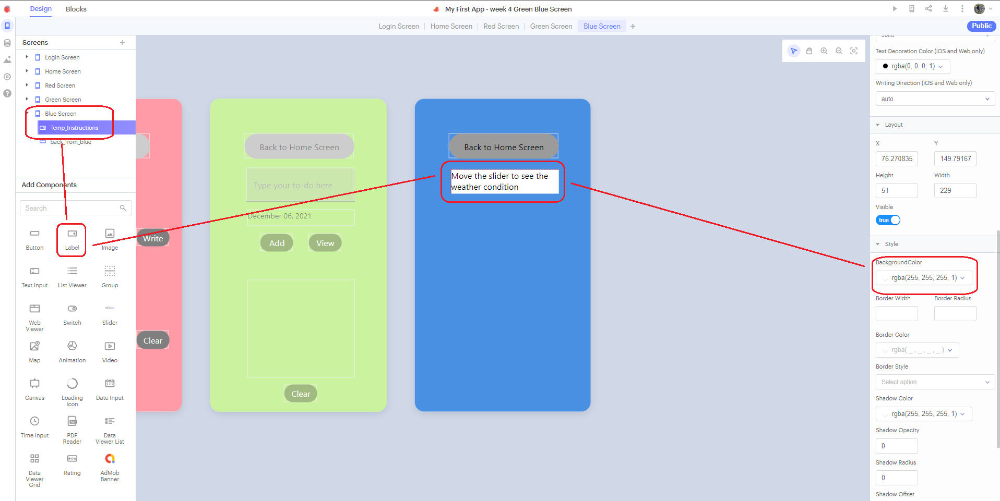 Design
Blocks
My First App - week 4 Green Blue Screen
Login Screen
Home Screen
Red Screen
Green Screen
Blue Screen
Public
Screens
Login Screen
Home Screen
Red Screen
Green Screen
Blue Screen
Temp_Instructions
back_from_blue
Add Components
Search
Button
Label
Image
Text Input
List Viewer
Group
Web
Viewer
Switch
Slider
Map
Animation
Video
Canvas
Loading
Icon
Date Input
Time Input
PDF
Reader
Data
Viewer List
Data
Viewer
Grid
Rating
AdMob
Banner
Write
Clear
Back to Home Screen
Type your to-do here
December 06, 2021
Add
View
Clear
Back to Home Screen
Move the slider to see the
weather condition
solid
Text Decoration Color (iOS and Web only)
rgba(0, 0, 0, 1)
Writing Direction (iOS and Web only)
auto
Layout
X
Y
76.270835
149.79167
Height
Width
51
229
Visible
true
Style
BackgroundColor
rgba(255, 255, 255, 1)
Border Width
Border Radius
Border Color
rgba( _ , _ , _ , _ )
Border Style
Select option
Shadow Color
rgba(255, 255, 255, 1)
Shadow Opacity
0
Shadow Radius
0
Shadow Offset